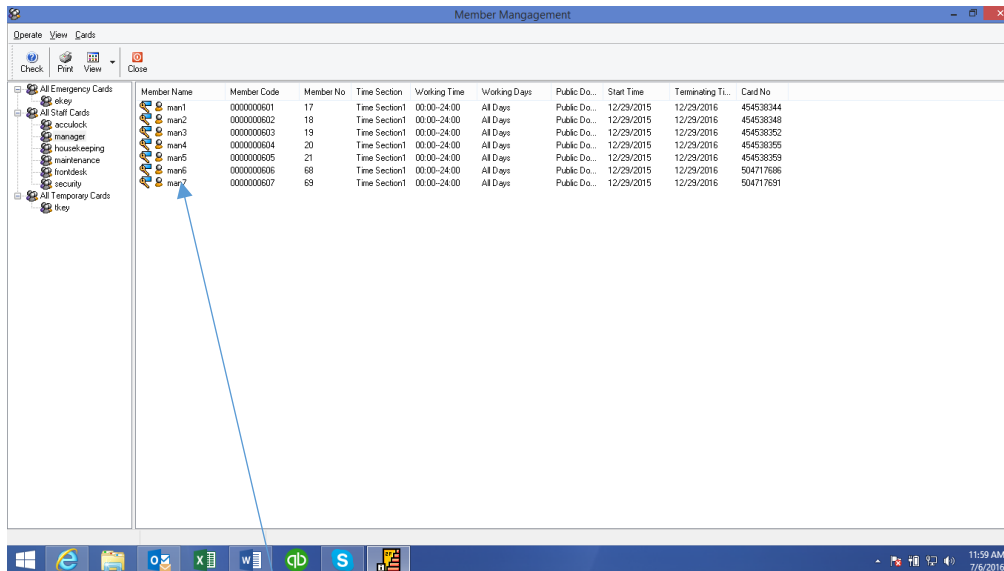 Member Mangagement
Operate View Cards
Check Print View Close
All Emergency Cards
ekey
All Staff Cards
acculock
manager
housekeeping
maintenance
frontdesk
security
All Temporary Cards
tkey
Member Name Member Code Member No Time Section Working Time Working Days Public Do... Start Time Terminating Ti... Card No
man1 0000000601 17 Time Section1 00:00~24:00 All Days Public Do... 12/29/2015 12/29/2016 454538344
man2 0000000602 18 Time Section1 00:00~24:00 All Days Public Do... 12/29/2015 12/29/2016 454538348
man3 0000000603 19 Time Section1 00:00~24:00 All Days Public Do... 12/29/2015 12/29/2016 454538352
man4 0000000604 20 Time Section1 00:00~24:00 All Days Public Do... 12/29/2015 12/29/2016 454538355
man5 0000000605 21 Time Section1 00:00~24:00 All Days Public Do... 12/29/2015 12/29/2016 454538359
man6 0000000606 68 Time Section1 00:00~24:00 All Days Public Do... 12/29/2015 12/29/2016 504717686
man7 0000000607 69 Time Section1 00:00~24:00 All Days Public Do... 12/29/2015 12/29/2016 504717691
11:59 AM
7/6/2016